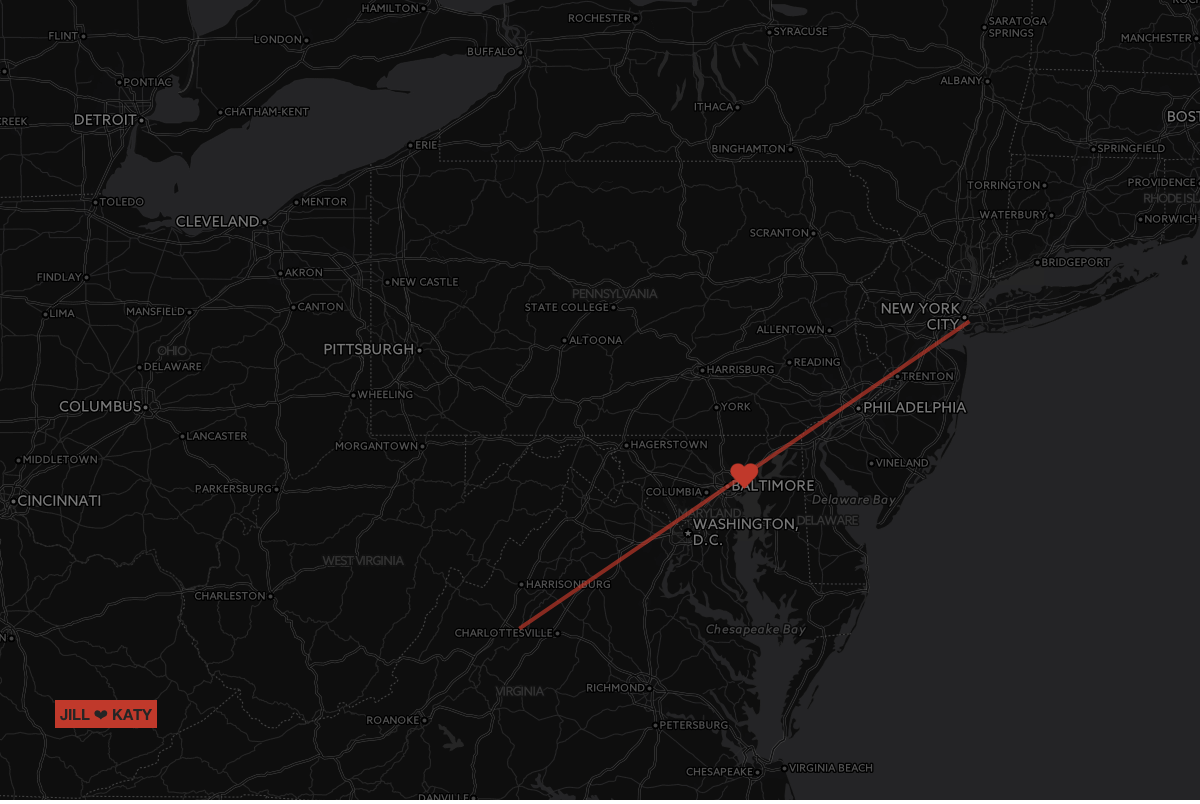 HAMILTON
ROCHESTER
SARATOGA
SPRINGS
FLINT
LONDON
SYRACUSE
MANCHESTER
BUFFALO
PONTIAC
ALBANY
CHATHAM-KENT
ITHACA
DETROIT
CREEK
BOST
ERIE
BINGHAMTON
SPRINGFIELD
TORRINGTON
PROVIDENCE
RHODE ISL
TOLEDO
MENTOR
CLEVELAND
WATERBURY
NORWICH
SCRANTON
BRIDGEPORT
FINDLAY
AKRON
NEW CASTLE
PENNSYLVANIA
LIMA
MANSFIELD
CANTON
STATE COLLEGE
NEW YORK
CITY
ALLENTOWN
ALTOONA
PITTSBURGH
OHIO
DELAWARE
HARRISBURG
READING
TRENTON
WHEELING
COLUMBUS
YORK
PHILADELPHIA
LANCASTER
MORGANTOWN
HAGERSTOWN
MIDDLETOWN
VINELAND
PARKERSBURG
COLUMBIA
BALTIMORE
CINCINNATI
Delaware Bay
MARYLAND
DELAWARE
WASHINGTON,
D.C.
WEST VIRGINIA
HARRISONBURG
CHARLESTON
CHARLOTTESVILLE
Chesapeake Bay
N
VIRGINIA
RICHMOND
JILL ❤ KATY
ROANOKE
PETERSBURG
CHESAPEAKE
VIRGINIA BEACH
DANVILLE